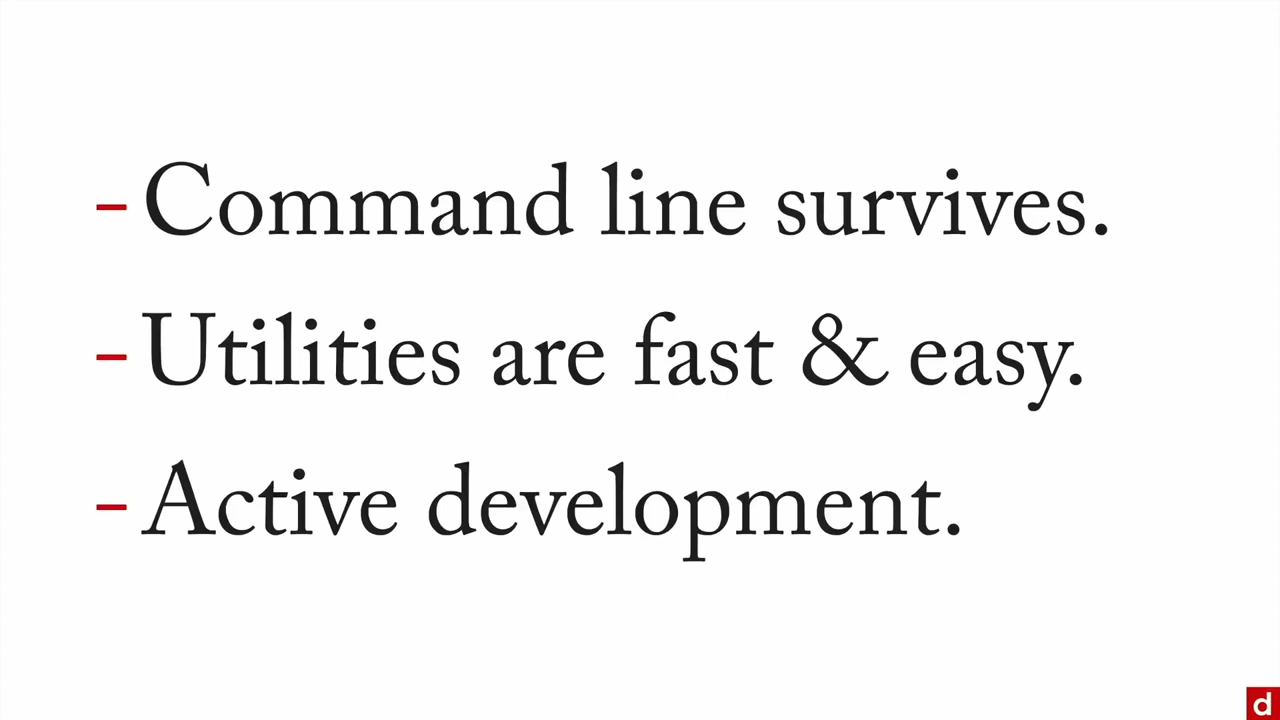 - Command line survives.
- Utilities are fast & easy.
- Active development.
d